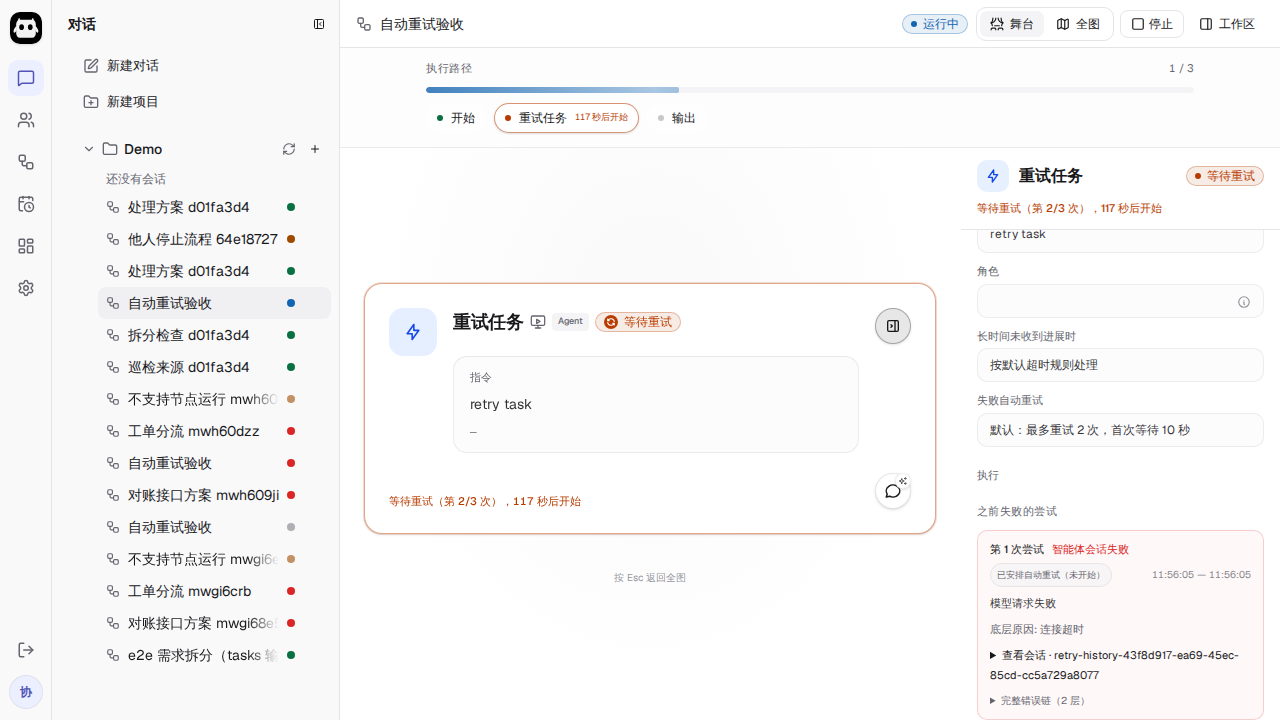 对话
新建对话
新建项目
Demo
还没有会话
处理方案 d01fa3d4
他人停止流程 64e18727
处理方案 d01fa3d4
自动重试验收
拆分检查 d01fa3d4
巡检来源 d01fa3d4
不支持节点运行 mwh60
工单分流 mwh60dzz
自动重试验收
对账接口方案 mwh609ji
自动重试验收
不支持节点运行 mwgi6e
工单分流 mwgi6crb
对账接口方案 mwgi68e
e2e 需求拆分（tasks 输
协
自动重试验收
运行中
舞台
全图
停止
工作区
执行路径
1 / 3
开始
重试任务 117 秒后开始
输出
重试任务 Agent 等待重试
指令
retry task
–
等待重试（第 2/3 次），117 秒后开始
按 Esc 返回全图
重试任务
等待重试
等待重试（第 2/3 次），117 秒后开始
retry task
角色
长时间未收到进展时
按默认超时规则处理
失败自动重试
默认：最多重试 2 次，首次等待 10 秒
执行
之前失败的尝试
第 1 次尝试 智能体会话失败
已安排自动重试（未开始） 11:56:05 — 11:56:05
模型请求失败
底层原因: 连接超时
▶ 查看会话 · retry-history-43f8d917-ea69-45ec-
85cd-cc5a729a8077
▶ 完整错误链（2 层）